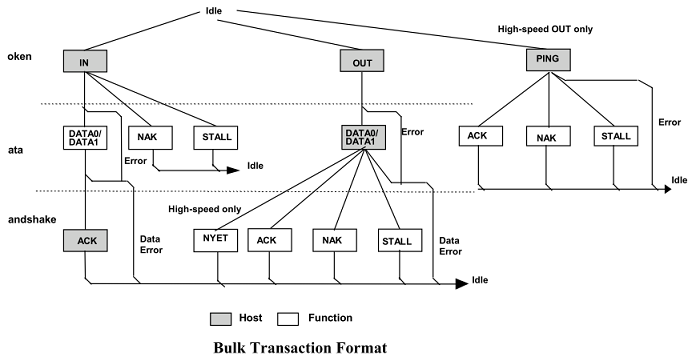 Idle
High-speed OUT only
oken
IN
OUT
PING
DATA0/
DATA1
NAK
STALL
DATA0/
DATA1
Error
ACK
NAK
STALL
Error
ata
Error
Idle
Idle
andshake
High-speed only
ACK
Data
Error
NYET
ACK
NAK
STALL
Data
Error
Idle
Host
Function
Bulk Transaction Format